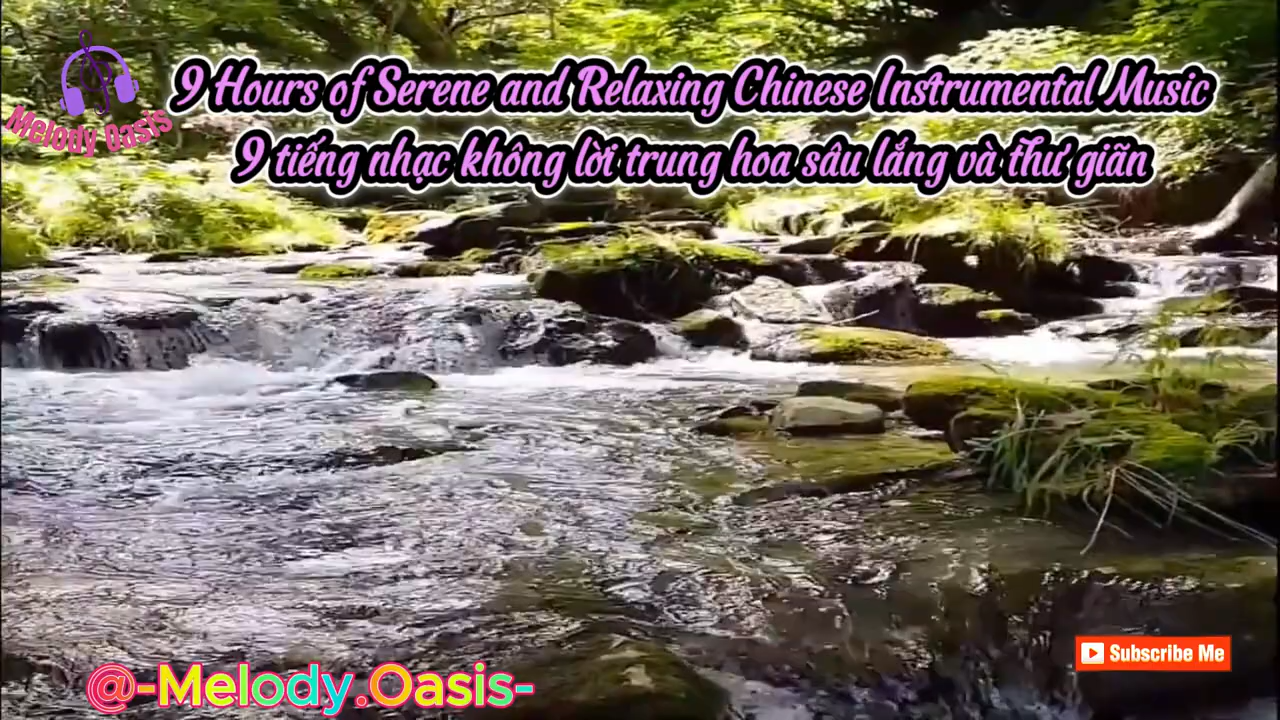 9 Hours of Serene and Relaxing Chinese Instrumental Music
9 tiếng nhạc không lời trung hoa sâu lắng và thư giãn
Melody Oasis
@-Melody.Oasis-
Subscribe Me